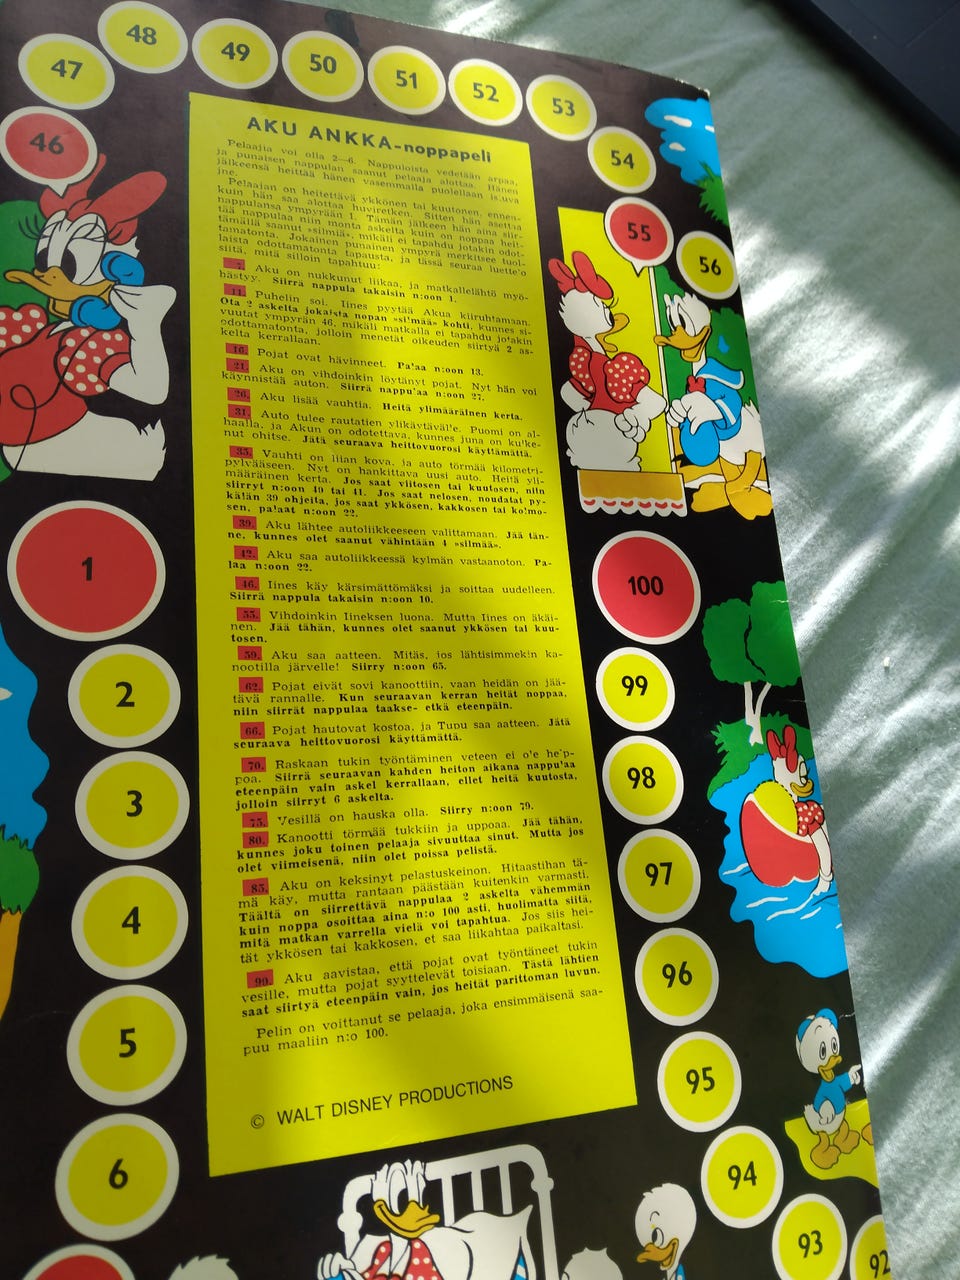 48
49
50
51
52
53
54
47
46
55
56
AKU ANKKA-noppapeli
Pelaajia voi olla 2—6. Nappuloista vedetään arpaa,
ja punaisen nappulan saanut pelaaja alottaa. Hänen
jälkeensä heittää hänen vasemmalla puolellaan is.uva
jne.
Pelaajan on heitettävä ykkönen tai kuutonen, ennen-
kuin hän saa alottaa huviretken. Sitten hän asettaa
nappulansa ympyrään 1. Tämän jälkeen hän aina siir-
tää nappulaa niin monta askelta kuin on noppaa heit-
tämällä saanut »silmiä», mikäli ei tapahdu jotakin odot-
tamatonta. Jokainen punainen ympyrä merkitsee tuol-
laista odottamatonta tapausta, ja tässä seuraa luettelo
siitä, mitä silloin tapahtuu:
7. Aku on nukkunut liikaa, ja matkallelähtö myö-
hästyy. Siirrä nappula takaisin n:oon 1.
11. Puhelin soi. Iines pyytää Akua kiiruhtamaan.
Ota 2 askelta jokaista nopan »silmää» kohti, kunnes si-
vuutat ympyrän 46, mikäli matkalla ei tapahdu jotakin
odottamatonta, jolloin menetät oikeuden siirtyä 2 as-
kelta kerrallaan.
16. Pojat ovat hävinneet. Palaa n:oon 13.
21. Aku on vihdoinkin löytänyt pojat. Nyt hän voi
käynnistää auton. Siirrä nappulaa n:oon 27.
26. Aku lisää vauhtia. Heitä ylimääräinen kerta.
31. Auto tulee rautatien ylikäytävälle. Puomi on al-
haalla, ja Akun on odotettava, kunnes juna on kulke-
nut ohitse. Jätä seuraava heittovuorosi käyttämättä.
35. Vauhti on liian kova, ja auto törmää kilometri-
pylvääseen. Nyt on hankittava uusi auto. Heitä yli-
määräinen kerta. Jos saat viitosen tai kuutosen, niin
siirryt n:oon 40 tai 41. Jos saat nelosen, noudatat py-
kälän 39 ohjeita, jos saat ykkösen, kakkosen tai kolmo-
sen, palaat n:oon 22.
39. Aku lähtee autoliikkeeseen valittamaan. Jää tän-
ne, kunnes olet saanut vähintään 4 »silmää».
42. Aku saa autoliikkeessä kylmän vastaanoton. Pa-
laa n:oon 22.
46. Iines käy kärsimättömäksi ja soittaa uudelleen.
Siirrä nappula takaisin n:oon 10.
55. Vihdoinkin Iineksen luona. Mutta Iines on äkäi-
nen. Jää tähän, kunnes olet saanut ykkösen tai kuu-
tosen.
59. Aku saa aatteen. Mitäs, jos lähtisimmekin ka-
nootilla järvelle! Siirry n:oon 65.
62. Pojat eivät sovi kanoottiin, vaan heidän on jää-
tävä rannalle. Kun seuraavan kerran heität noppaa,
niin siirrät nappulaa taakse- etkä eteenpäin.
66. Pojat hautovat kostoa, ja Tupu saa aatteen. Jätä
seuraava heittovuorosi käyttämättä.
70. Raskaan tukin työntäminen veteen ei ole help-
poa. Siirrä seuraavan kahden heiton aikana nappulaa
eteenpäin vain askel kerrallaan, ellet heitä kuutosta,
jolloin siirryt 6 askelta.
75. Vesillä on hauska olla. Siirry n:oon 79.
80. Kanootti törmää tukkiin ja uppoaa. Jää tähän,
kunnes joku toinen pelaaja sivuuttaa sinut. Mutta jos
olet viimeisenä, niin olet poissa pelistä.
85. Aku on keksinyt pelastuskeinon. Hitaastihan tä-
mä käy, mutta rantaan päästään kuitenkin varmasti.
Täältä on siirrettävä nappulaa 2 askelta vähemmän
kuin noppa osoittaa aina n:o 100 asti, huolimatta siitä,
mitä matkan varrella vielä voi tapahtua. Jos siis hei-
tät ykkösen tai kakkosen, et saa liikahtaa paikaltasi.
90. Aku aavistaa, että pojat ovat työntäneet tukin
vesille, mutta pojat syyttelevät toisiaan. Tästä lähtien
saat siirtyä eteenpäin vain, jos heität parittoman luvun.
Pelin on voittanut se pelaaja, joka ensimmäisenä saa-
puu maaliin n:o 100.
© WALT DISNEY PRODUCTIONS
1
2
3
4
5
6
100
99
98
97
96
95
94
93
92